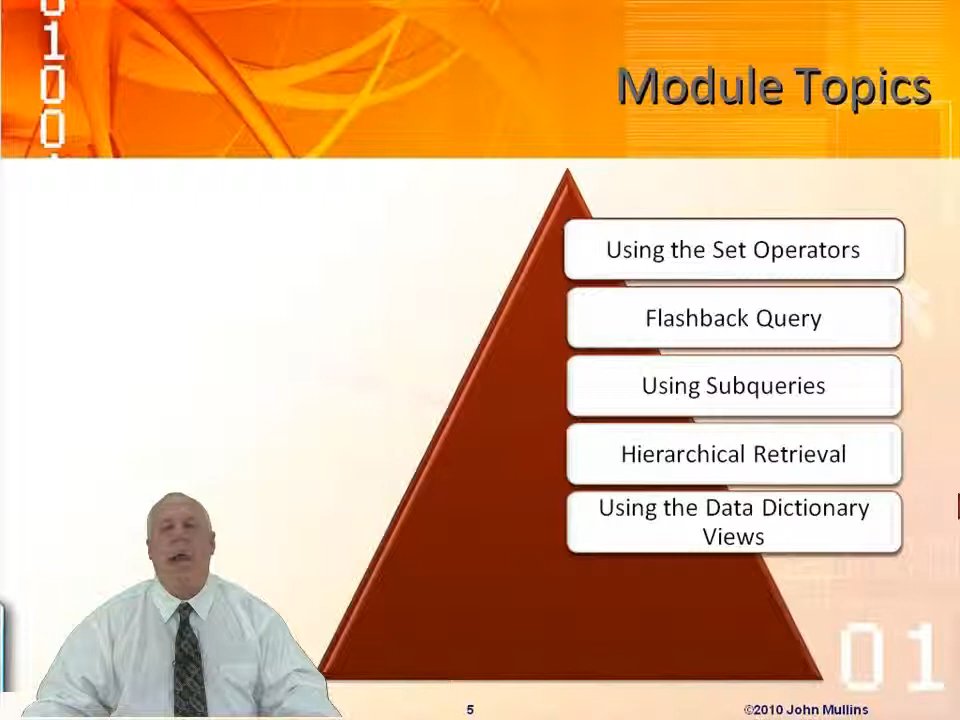 Module Topics
Using the Set Operators
Flashback Query
Using Subqueries
Hierarchical Retrieval
Using the Data Dictionary
Views
01
5
©2010 John Mullins